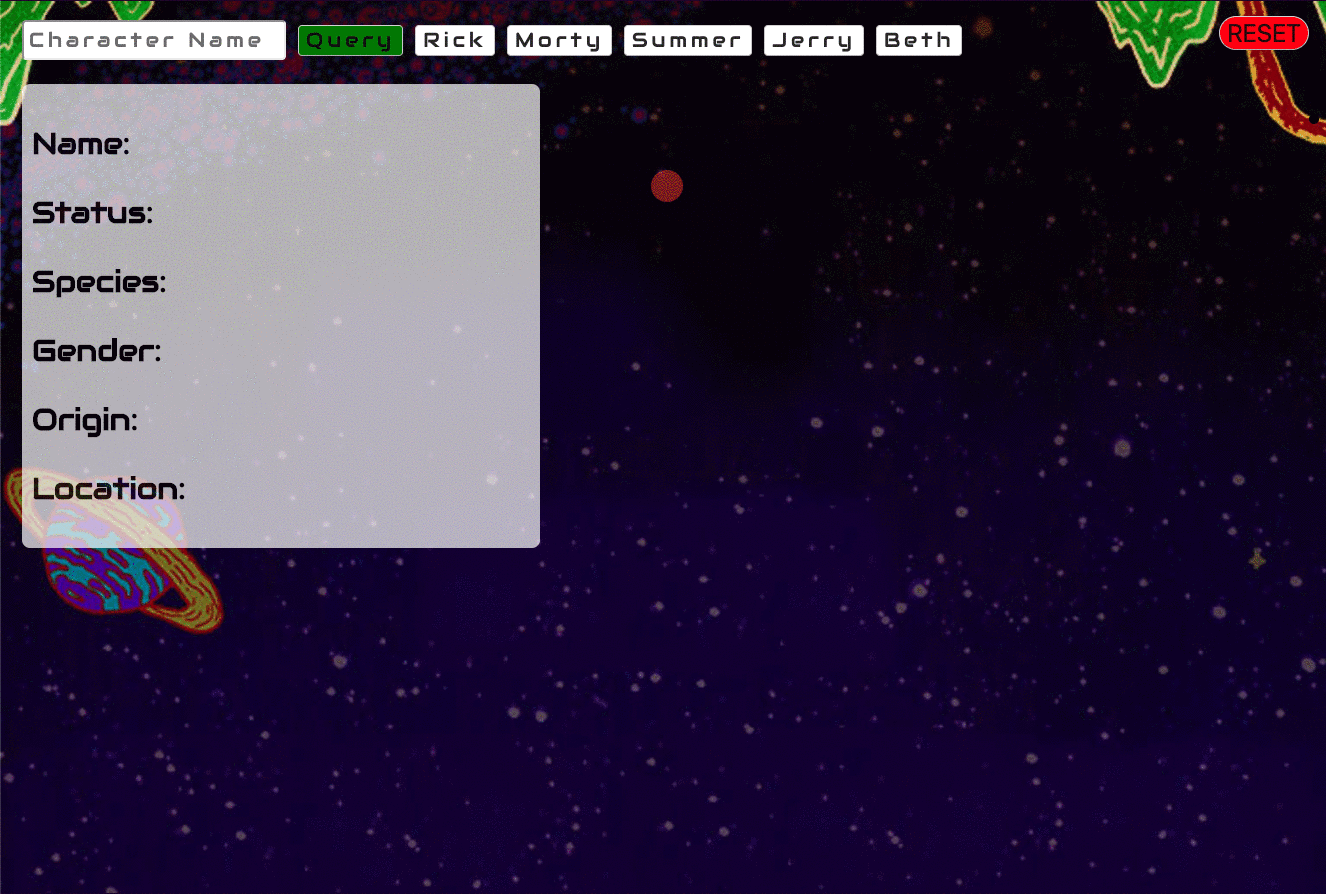 Character Name Query Rick Morty Summer Jerry Beth RESET
Name:
Status:
Species:
Gender:
Origin:
Location: